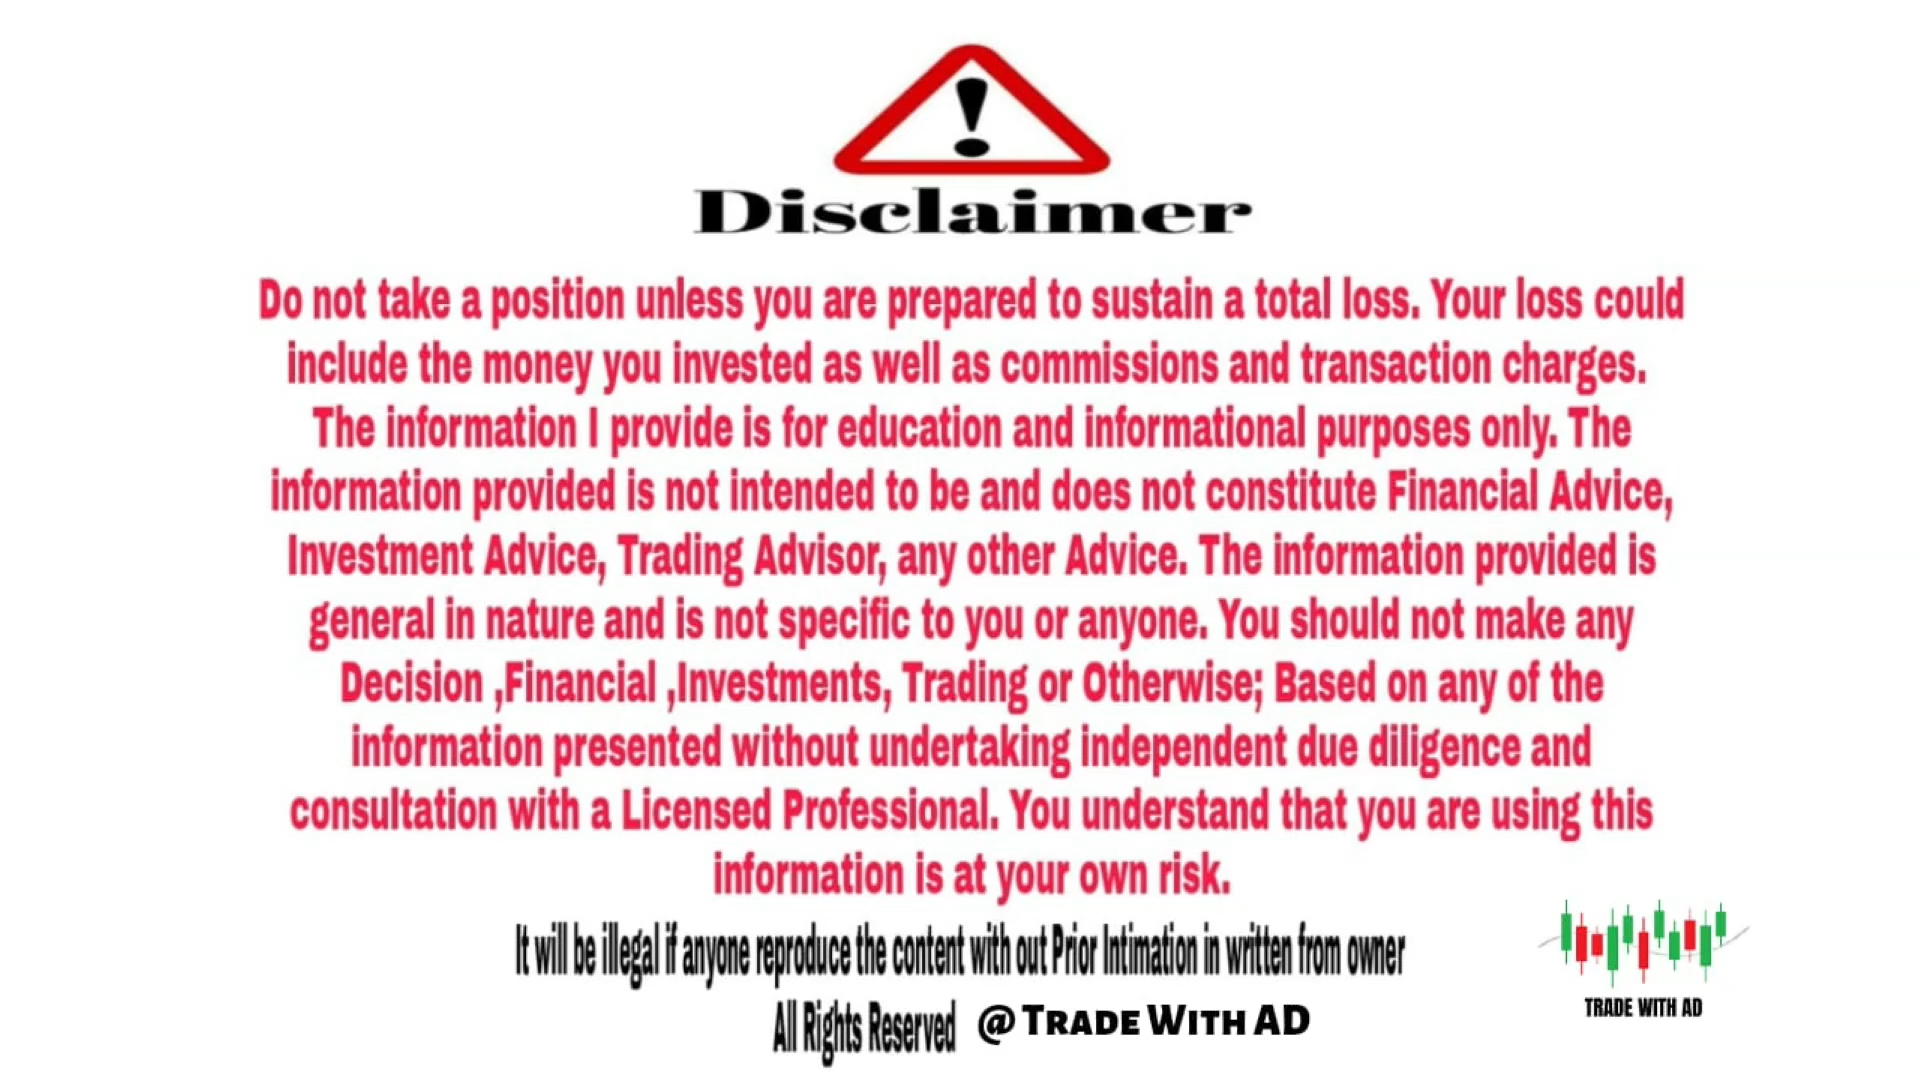 Disclaimer
Do not take a position unless you are prepared to sustain a total loss. Your loss could
include the money you invested as well as commissions and transaction charges.
The information I provide is for education and informational purposes only. The
information provided is not intended to be and does not constitute Financial Advice,
Investment Advice, Trading Advisor, any other Advice. The information provided is
general in nature and is not specific to you or anyone. You should not make any
Decision ,Financial ,Investments, Trading or Otherwise; Based on any of the
information presented without undertaking independent due diligence and
consultation with a Licensed Professional. You understand that you are using this
information is at your own risk.
It will be illegal if anyone reproduce the content with out Prior Intimation in written from owner
All Rights Reserved @ TRADE WITH AD
TRADE WITH AD